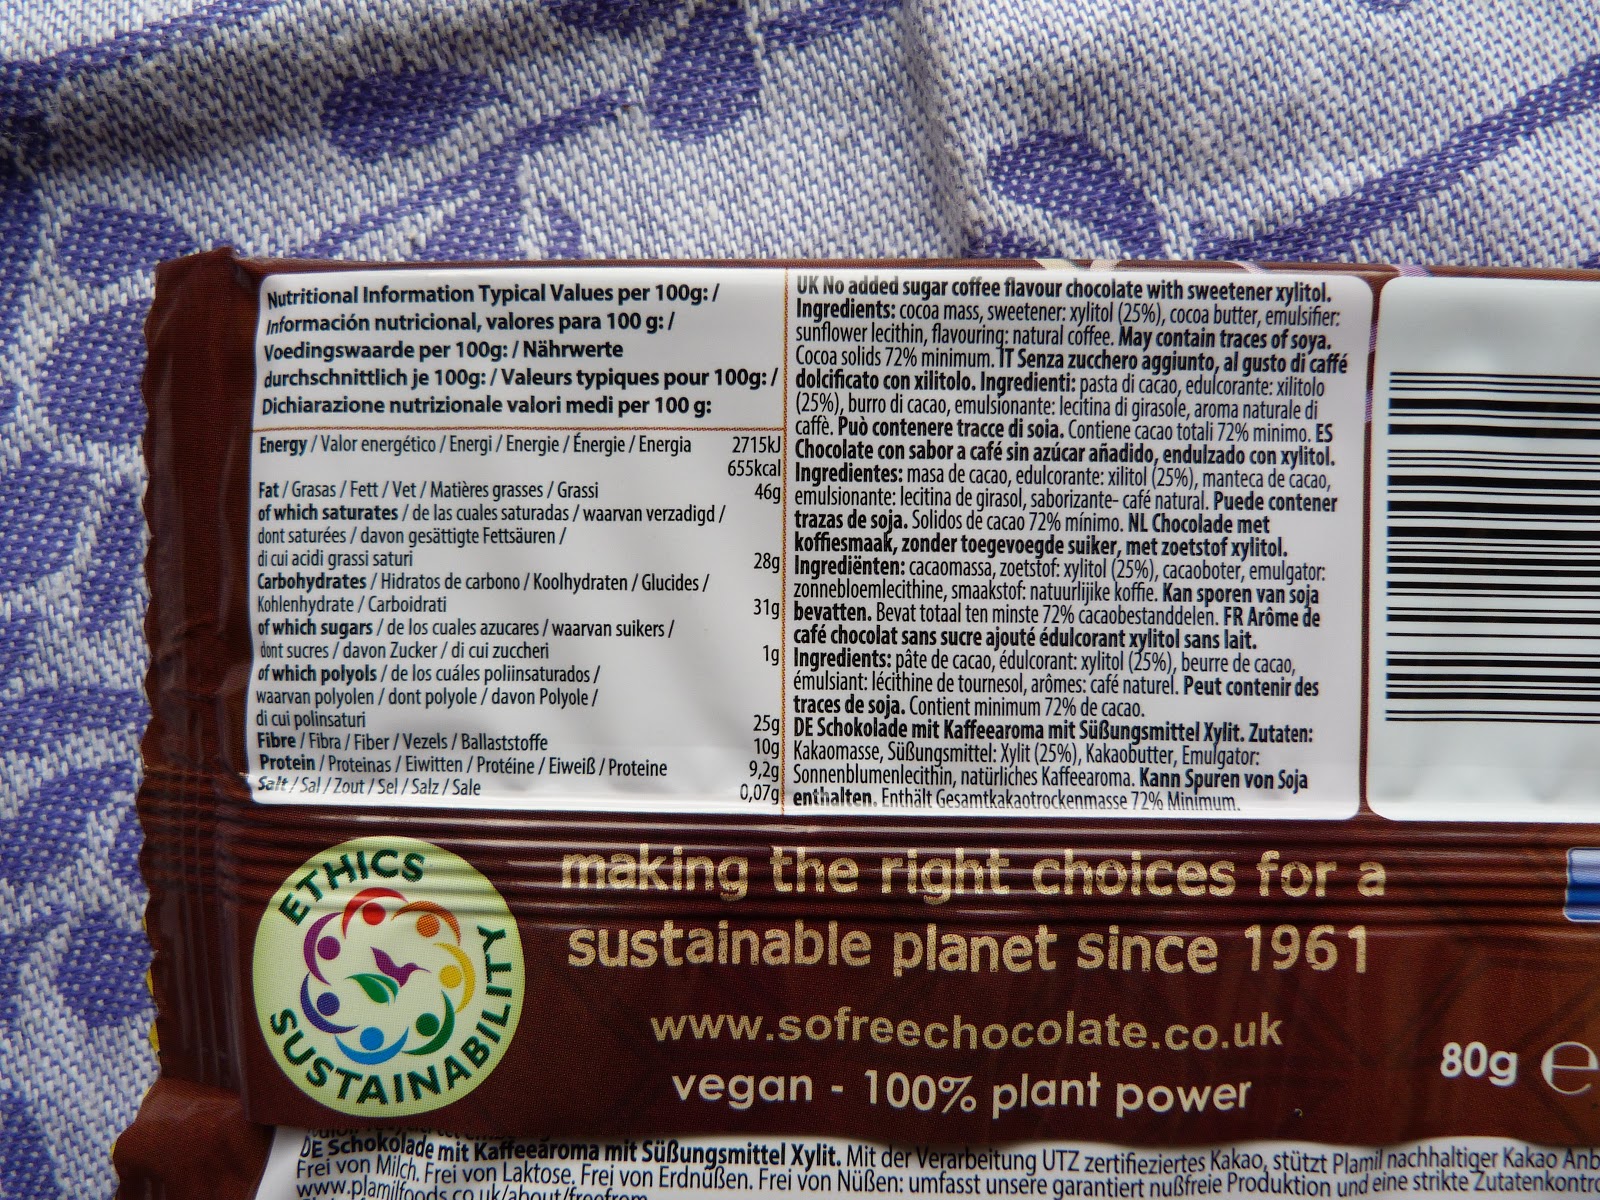 Nutritional Information Typical Values per 100g: /
Información nutricional, valores para 100 g: /
Voedingswaarde per 100g: / Nährwerte
durchschnittlich je 100g: / Valeurs typiques pour 100g: /
Dichiarazione nutrizionale valori medi per 100 g:
Energy / Valor energético / Energi / Energie / Énergie / Energia 2715kJ
655kcal
Fat / Grasas / Fett / Vet / Matières grasses / Grassi 46g
of which saturates / de las cuales saturadas / waarvan verzadigd /
dont saturées / davon gesättigte Fettsäuren /
di cui acidi grassi saturi 28g
Carbohydrates / Hidratos de carbono / Koolhydraten / Glucides /
Kohlenhydrate / Carboidrati 31g
of which sugars / de los cuales azucares / waarvan suikers /
dont sucres / davon Zucker / di cui zuccheri 1g
of which polyols / de los cuáles poliinsaturados /
waarvan polyolen / dont polyole / davon Polyole /
di cui polinsaturi 25g
Fibre / Fibra / Fiber / Vezels / Ballaststoffe 10g
Protein / Proteinas / Eiwitten / Protéine / Eiweiß / Proteine 9,2g
Salt / Sal / Zout / Sel / Salz / Sale 0,07g
UK No added sugar coffee flavour chocolate with sweetener xylitol.
Ingredients: cocoa mass, sweetener: xylitol (25%), cocoa butter, emulsifier:
sunflower lecithin, flavouring: natural coffee. May contain traces of soya.
Cocoa solids 72% minimum. IT Senza zucchero aggiunto, al gusto di caffé
dolcificato con xilitolo. Ingredienti: pasta di cacao, edulcorante: xilitolo
(25%), burro di cacao, emulsionante: lecitina di girasole, aroma naturale di
caffè. Può contenere tracce di soia. Contiene cacao totali 72% minimo. ES
Chocolate con sabor a café sin azúcar añadido, endulzado con xylitol.
Ingredientes: masa de cacao, edulcorante: xilitol (25%), manteca de cacao,
emulsionante: lecitina de girasol, saborizante- café natural. Puede contener
trazas de soja. Solidos de cacao 72% mínimo. NL Chocolade met
koffiesmaak, zonder toegevoegde suiker, met zoetstof xylitol.
Ingrediënten: cacaomassa, zoetstof: xylitol (25%), cacaoboter, emulgator:
zonnebloemlecithine, smaakstof: natuurlijike koffie. Kan sporen van soja
bevatten. Bevat totaal ten minste 72% cacaobestanddelen. FR Arôme de
café chocolat sans sucre ajouté édulcorant xylitol sans lait.
Ingredients: pâte de cacao, édulcorant: xylitol (25%), beurre de cacao,
émulsiant: lécithine de tournesol, arômes: café naturel. Peut contenir des
traces de soja. Contient minimum 72% de cacao.
DE Schokolade mit Kaffeearoma mit Süßungsmittel Xylit. Zutaten:
Kakaomasse, Süßungsmittel: Xylit (25%), Kakaobutter, Emulgator:
Sonnenblumenlecithin, natürliches Kaffeearoma. Kann Spuren von Soja
enthalten. Enthält Gesamtkakaotrockenmasse 72% Minimum.
ETHICS
SUSTAINABILITY
making the right choices for a
sustainable planet since 1961
www.sofreechocolate.co.uk
vegan - 100% plant power
80g e
DE Schokolade mit Kaffeearoma mit Süßungsmittel Xylit. Mit der Verarbeitung UTZ zertifieziertes Kakao, stützt Plamil nachhaltiger Kakao Anb
Frei von Milch. Frei von Laktose. Frei von Erdnüßen. Frei von Nüßen: umfasst unsere garantiert nußfreie Produktion und eine strikte Zutatenkontro
www.plamilfoods.co.uk/about/freefrom